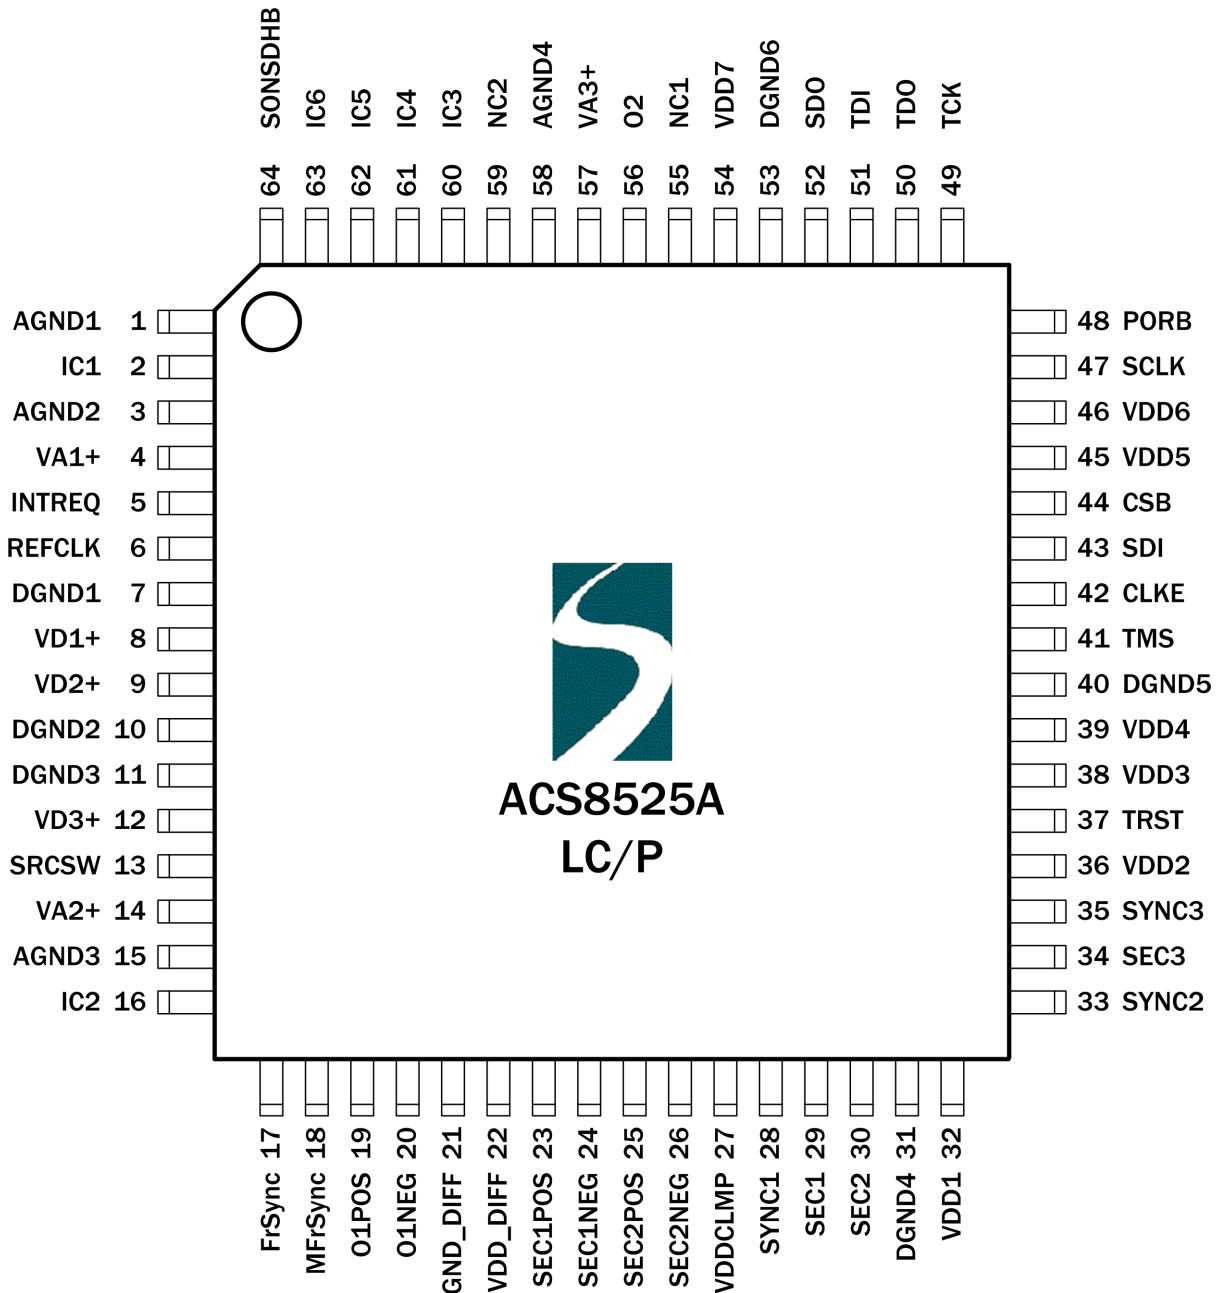 SONSDHB 64
IC6 63
IC5 62
IC4 61
IC3 60
NC2 59
AGND4 58
VA3+ 57
O2 56
NC1 55
VDD7 54
DGND6 53
SDO 52
TDI 51
TDO 50
TCK 49
AGND1 1
IC1 2
AGND2 3
VA1+ 4
INTREQ 5
REFCLK 6
DGND1 7
VD1+ 8
VD2+ 9
DGND2 10
DGND3 11
VD3+ 12
SRCSW 13
VA2+ 14
AGND3 15
IC2 16
ACS8525A
LC/P
48 PORB
47 SCLK
46 VDD6
45 VDD5
44 CSB
43 SDI
42 CLKE
41 TMS
40 DGND5
39 VDD4
38 VDD3
37 TRST
36 VDD2
35 SYNC3
34 SEC3
33 SYNC2
FrSync 17
MFrSync 18
O1POS 19
O1NEG 20
GND_DIFF 21
VDD_DIFF 22
SEC1POS 23
SEC1NEG 24
SEC2POS 25
SEC2NEG 26
VDDCLMP 27
SYNC1 28
SEC1 29
SEC2 30
DGND4 31
VDD1 32